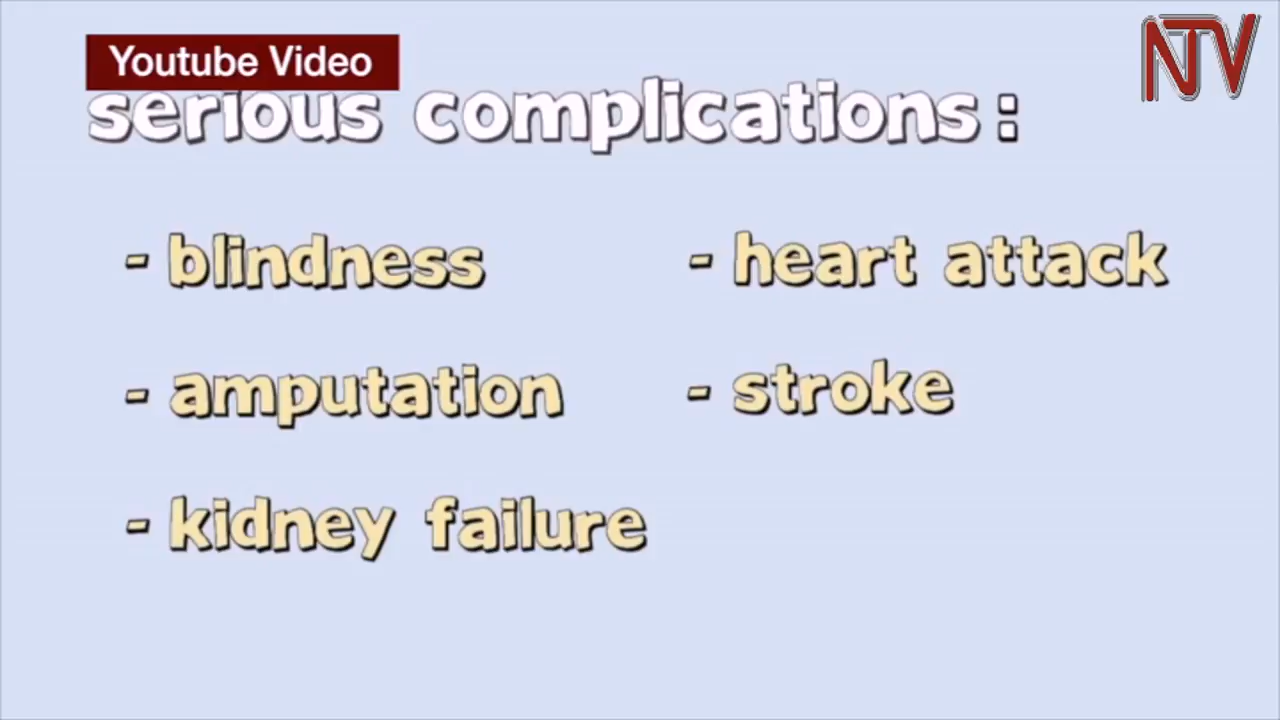 Youtube Video
NTV
serious complications:
- blindness
- heart attack
- amputation
- stroke
- kidney failure